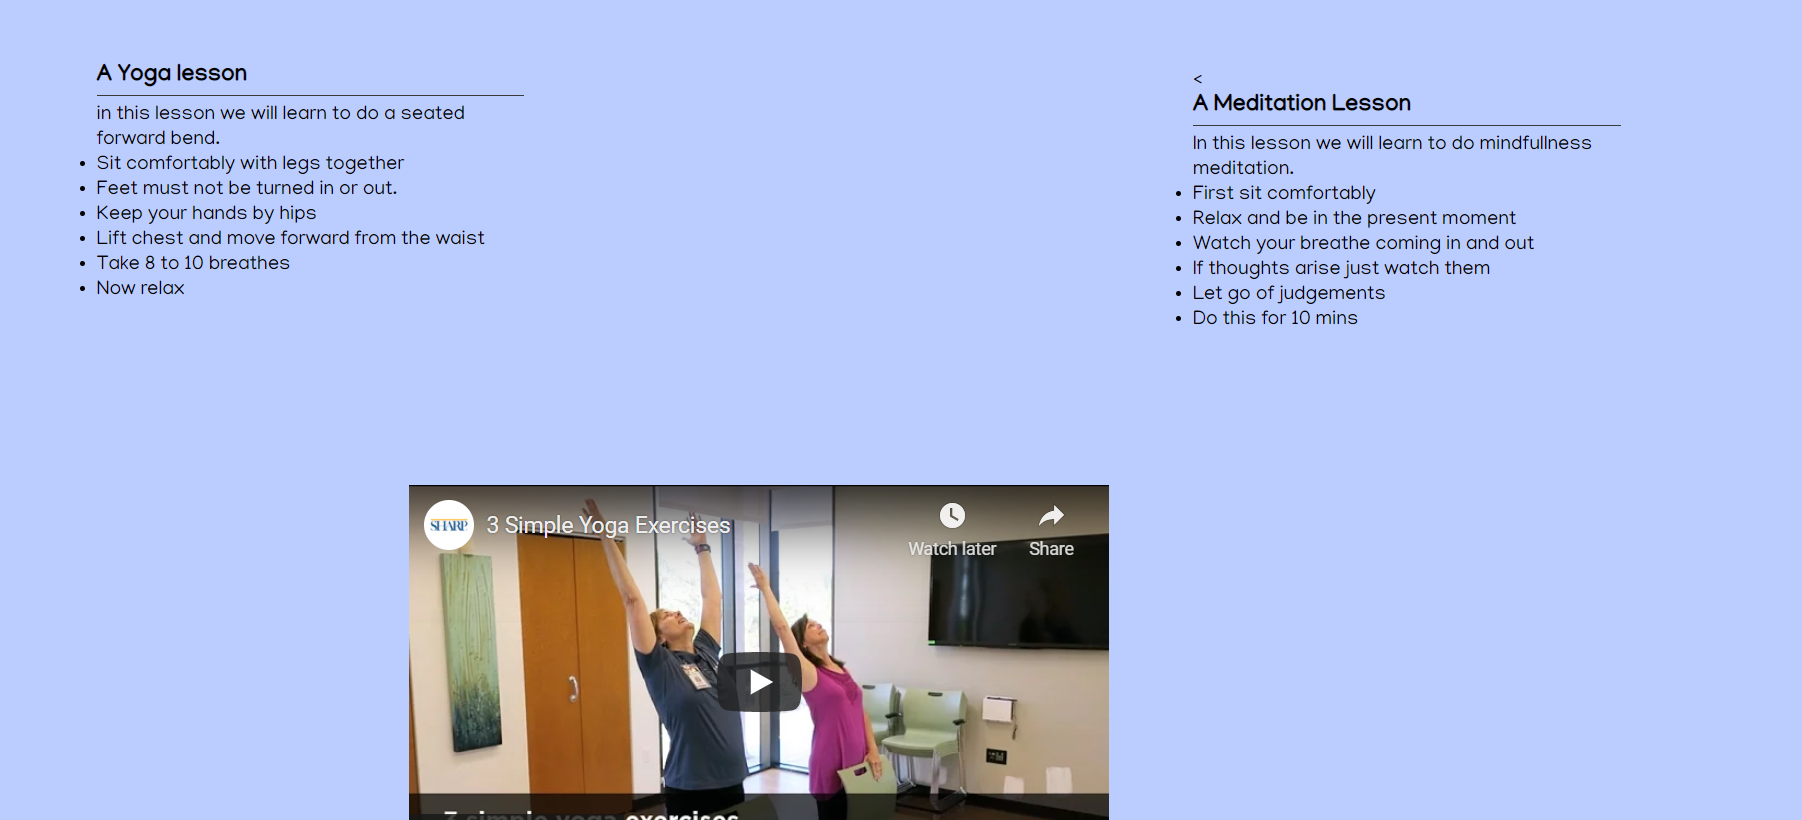 A Yoga lesson
in this lesson we will learn to do a seated
forward bend.
Sit comfortably with legs together
Feet must not be turned in or out.
Keep your hands by hips
Lift chest and move forward from the waist
Take 8 to 10 breathes
Now relax
<
A Meditation Lesson
In this lesson we will learn to do mindfullness
meditation.
First sit comfortably
Relax and be in the present moment
Watch your breathe coming in and out
If thoughts arise just watch them
Let go of judgements
Do this for 10 mins
SHARP
3 Simple Yoga Exercises
Watch later
Share
3 simple yoga exercises